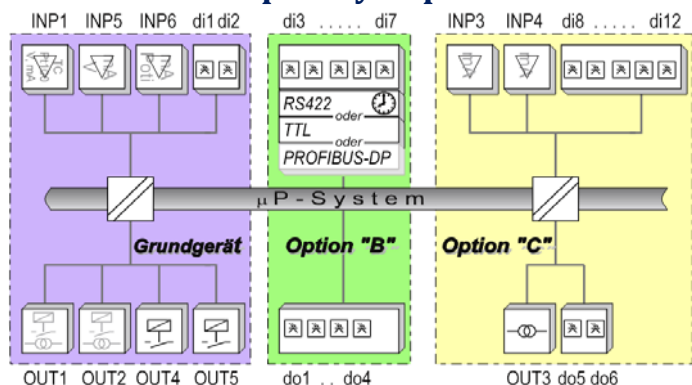 INP1 INP5 INP6 di1 di2 di3 ..... di7 INP3 INP4 di8 ..... di12
RS422
oder
TTL
oder
PROFIBUS-DP
µP-System
Grundgerät Option "B" Option "C"
OUT1 OUT2 OUT4 OUT5 do1 .. do4 OUT3 do5 do6